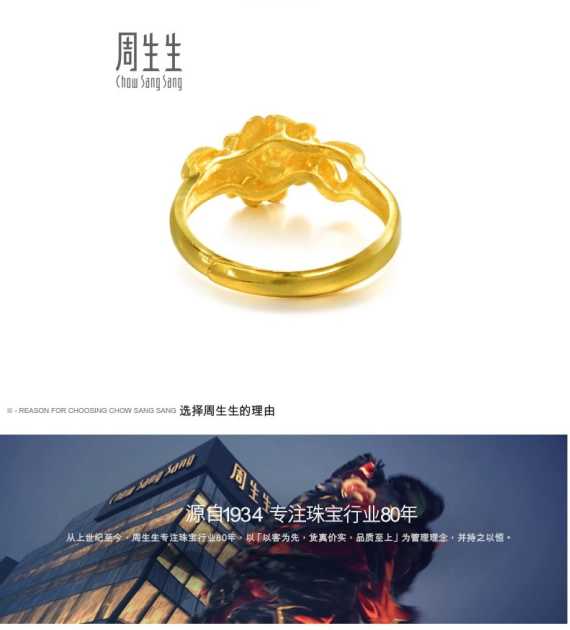 周生生
Chow Sang Sang
REASON FOR CHOOSING CHOW SANG SANG 选择周生生的理由
Chow Sang Sang
周生生
源自1934 专注珠宝行业80年
从上世纪至今，周生生专注珠宝行业80年，以「以客为先，货真价实，品质至上」为管理理念，并持之以恒。